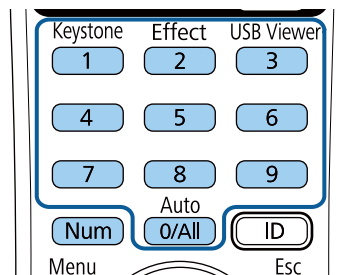 Keystone Effect USB Viewer
1 2 3
4 5 6
7 8 9
Auto
Num 0/All ID
Menu Esc